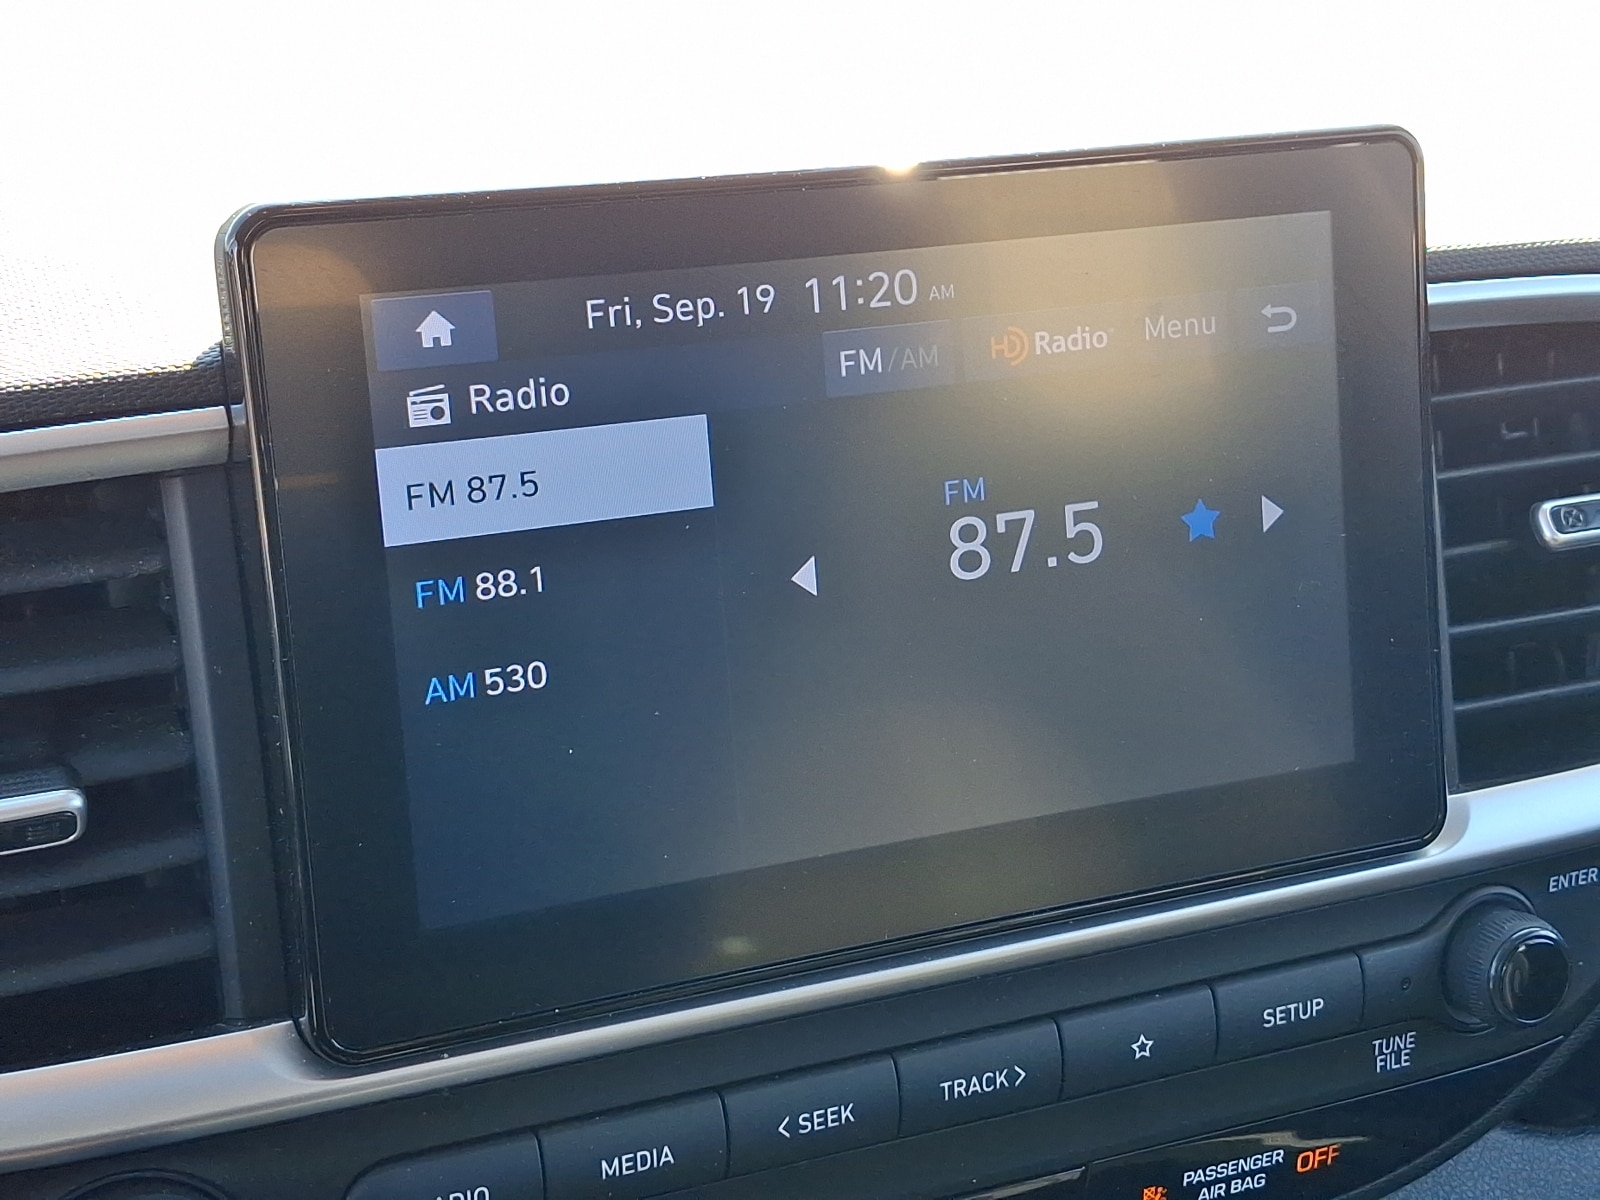 Fri, Sep. 19 11:20 AM
Radio
FM/AM
HD Radio
Menu
FM 87.5
FM 88.1
AM 530
FM
87.5
ENTER
MEDIA
< SEEK
TRACK >
SETUP
TUNE
FILE
PASSENGER
AIR BAG
OFF